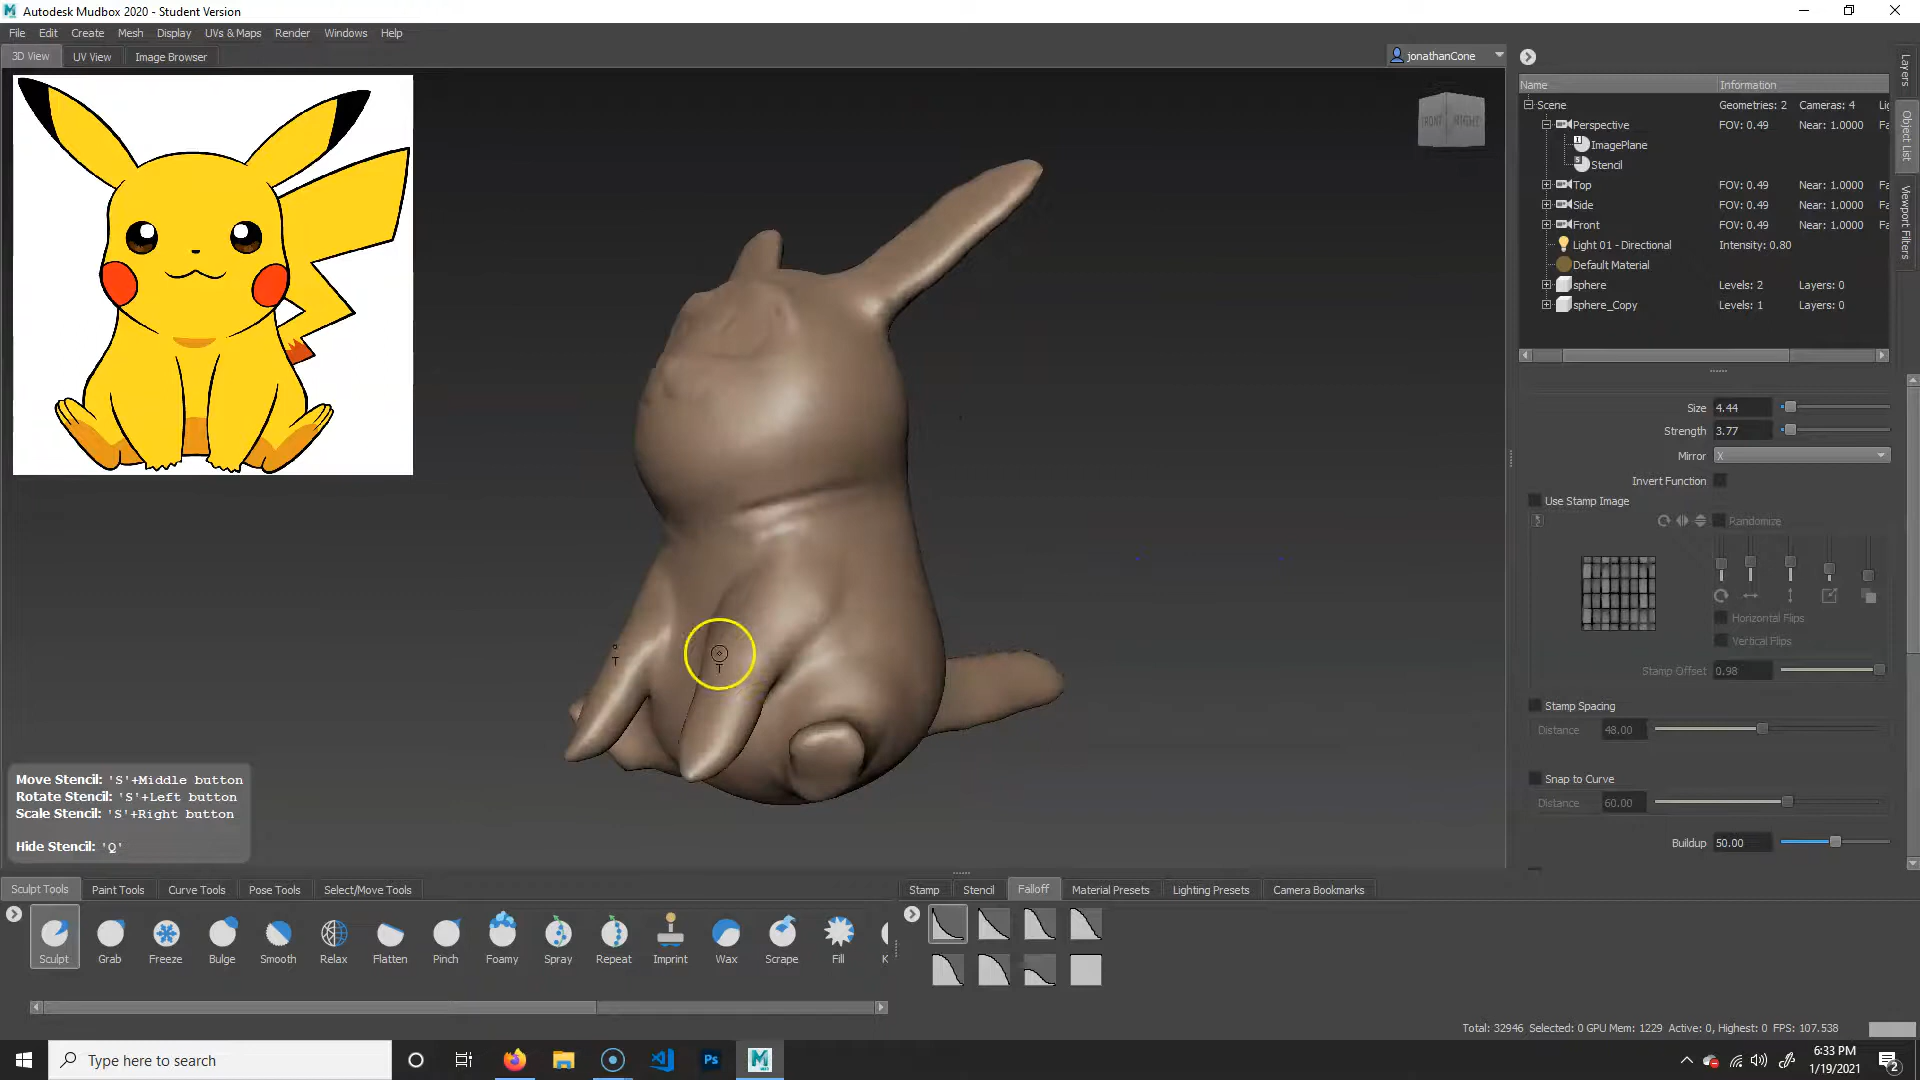 Autodesk Mudbox 2020 - Student Version
File Edit Create Mesh Display UVs & Maps Render Windows Help
3D View UV View Image Browser
jonathanCone
FRONT RIGHT
Name Information
Scene Geometries: 2 Cameras: 4
Perspective FOV: 0.49 Near: 1.0000
ImagePlane
Stencil
Top FOV: 0.49 Near: 1.0000
Side FOV: 0.49 Near: 1.0000
Front FOV: 0.49 Near: 1.0000
Light 01 - Directional Intensity: 0.80
Default Material
sphere Levels: 2 Layers: 0
sphere_Copy Levels: 1 Layers: 0
Layers
Object List
Viewport Filters
Size 4.44
Strength 3.77
Mirror X
Invert Function
Use Stamp Image
Randomize
Horizontal Flips
Vertical Flips
Stamp Offset 0.98
Stamp Spacing
Distance 48.00
Snap to Curve
Distance 60.00
Buildup 50.00
T
T
Move Stencil: 'S'+Middle button
Rotate Stencil: 'S'+Left button
Scale Stencil: 'S'+Right button
Hide Stencil: 'Q'
Sculpt Tools Paint Tools Curve Tools Pose Tools Select/Move Tools
Sculpt Grab Freeze Bulge Smooth Relax Flatten Pinch Foamy Spray Repeat Imprint Wax Scrape Fill K
Stamp Stencil Falloff Material Presets Lighting Presets Camera Bookmarks
Total: 32946 Selected: 0 GPU Mem: 1229 Active: 0, Highest: 0 FPS: 107.538
Type here to search
Ps
M
6:33 PM
1/19/2021
2